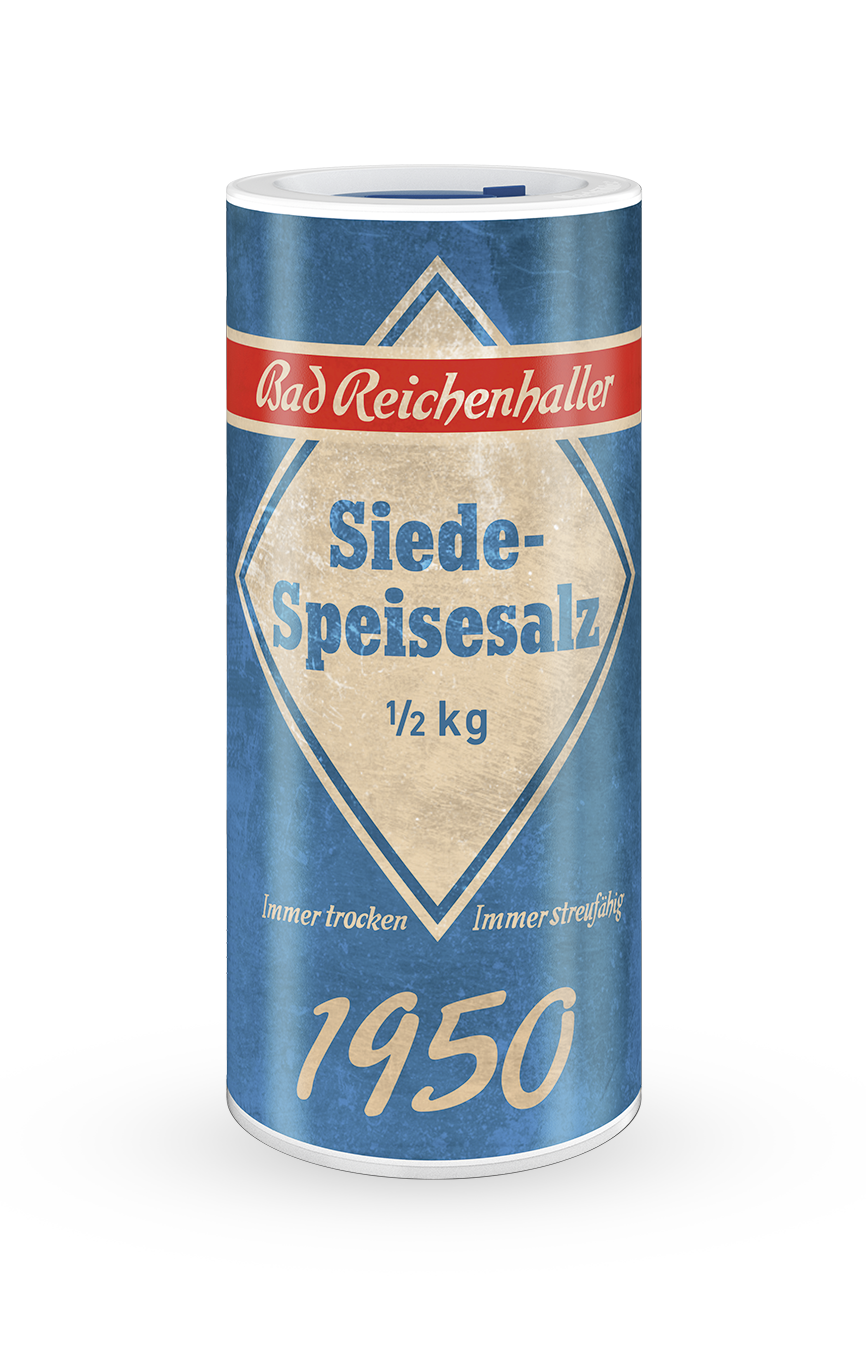 Bad Reichenhaller
Siede-
Speisesalz
½ kg
Immer trocken Immer streufähig
1950